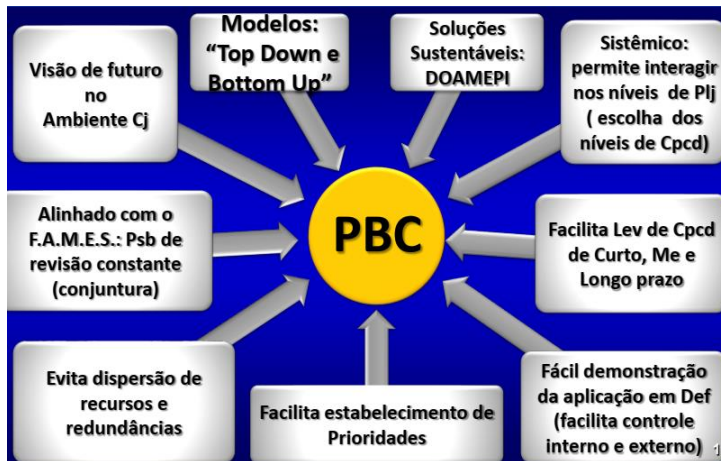 Visão de futuro
no
Ambiente Cj
Modelos:
“Top Down e
Bottom Up”
Soluções
Sustentáveis:
DOAMEPI
Sistêmico:
permite interagir
nos níveis de Plj
( escolha dos
níveis de Cpcd)
Alinhado com o
F.A.M.E.S.: Psb de
revisão constante
(conjuntura)
PBC
Facilita Lev de Cpcd
de Curto, Me e
Longo prazo
Evita dispersão de
recursos e
redundâncias
Facilita estabelecimento de
Prioridades
Fácil demonstração
da aplicação em Def
(facilita controle
interno e externo)
1